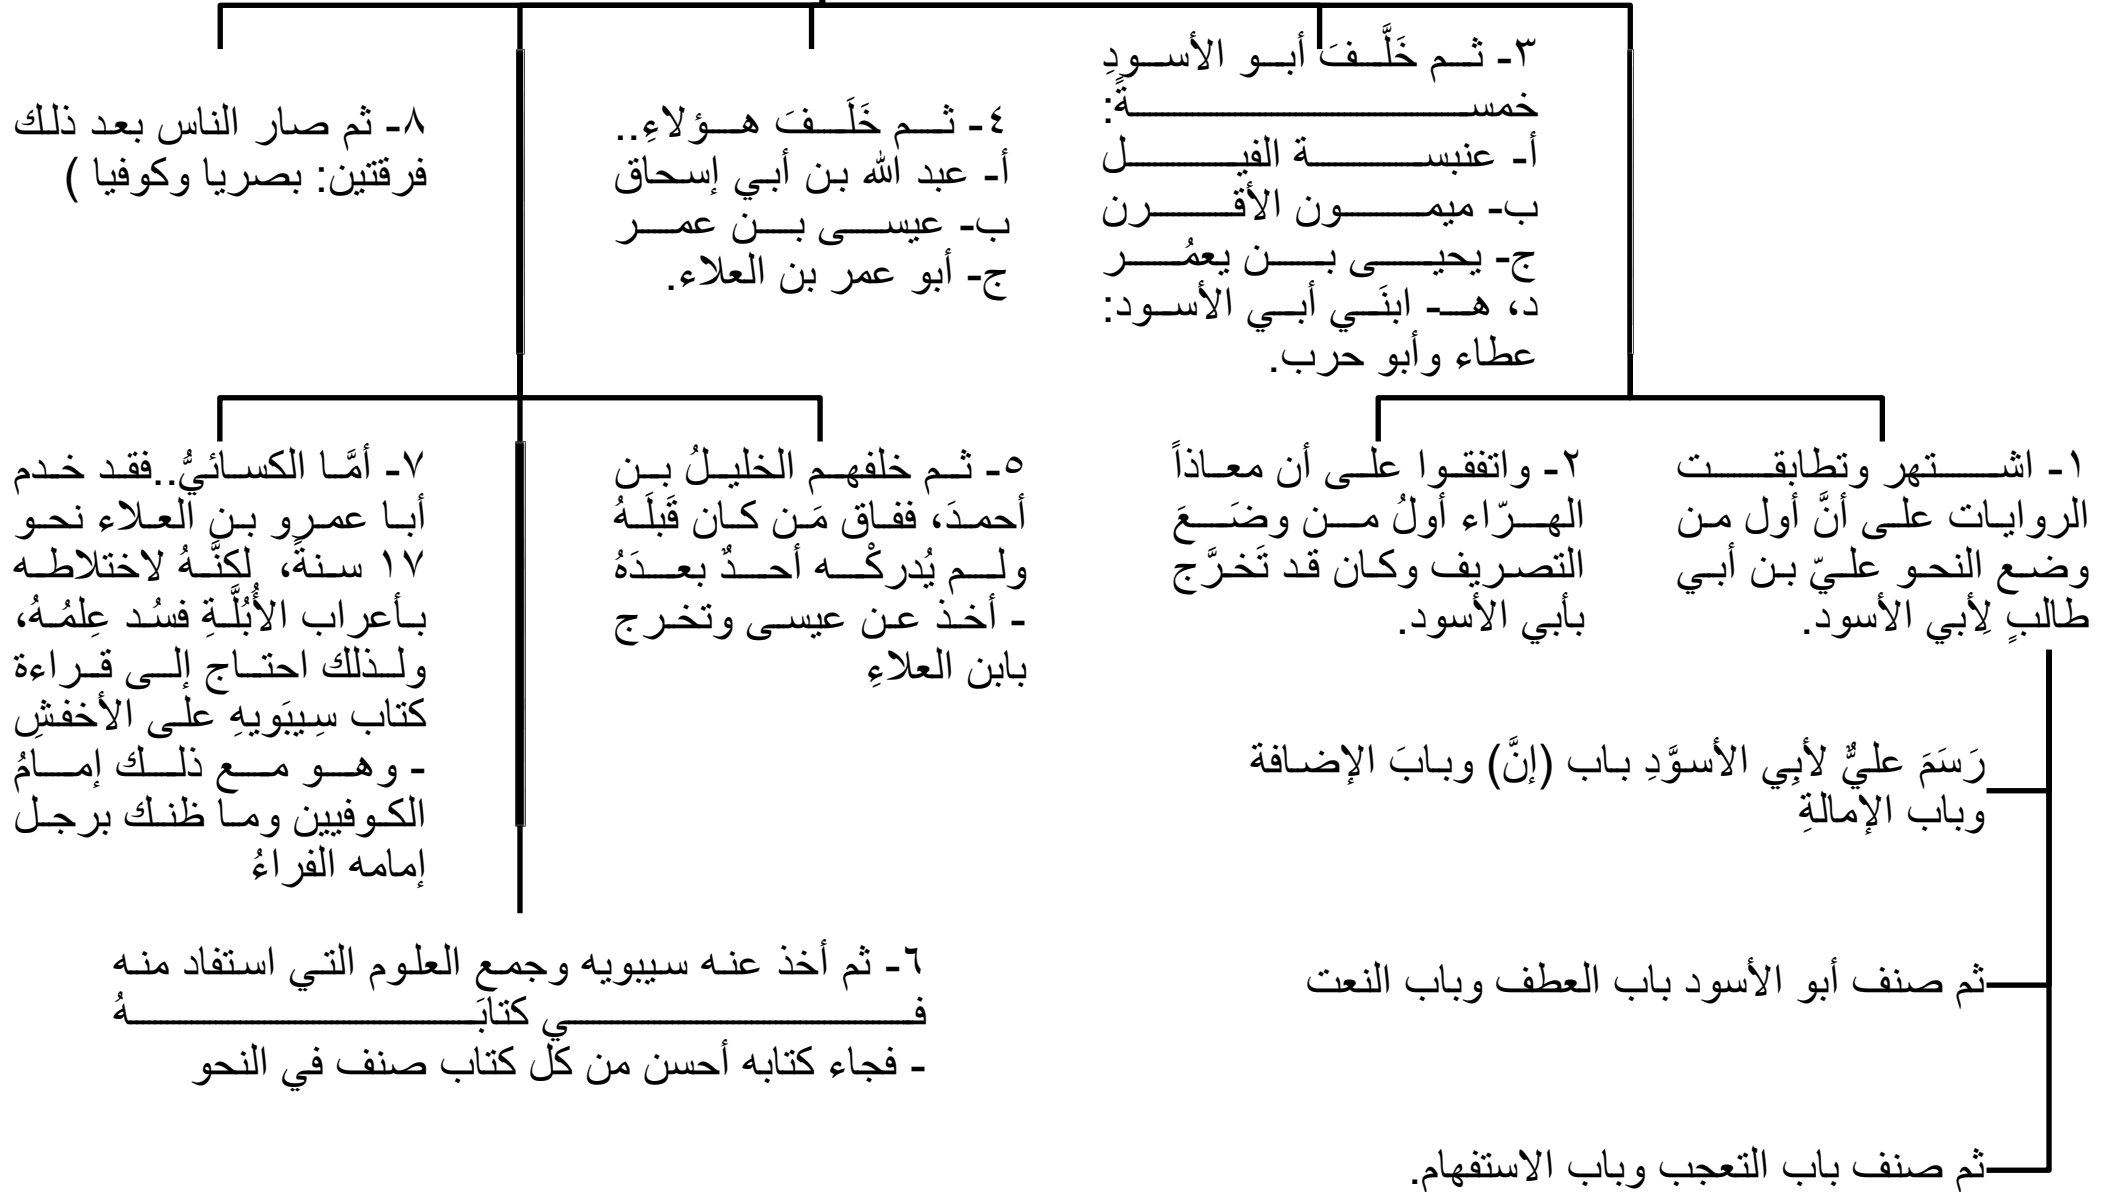 ١- اشتهر وتطابقت
الروايات على أنَّ أول من
وضع النحو عليّ بن أبي
طالبٍ لِأبي الأسود.
رَسَمَ عليٌّ لأبِي الأسوَّدِ باب (إنَّ) وبابَ الإضافة
وباب الإمالةِ
ثم صنف أبو الأسود باب العطف وباب النعت
ثم صنف باب التعجب وباب الاستفهام.
٢- واتفقوا على أن معاذاً
الهرّاء أولُ من وضَعَ
التصريف وكان قد تَخرَّج
بأبي الأسود.
٣- ثم خَلَّفَ أبو الأسودِ
خمسةً:
أ- عنبسة الفيل
ب- ميمون الأقرن
ج- يحيى بن يعمُر
د، هـ- ابنَي أبي الأسود:
عطاء وأبو حرب.
٤- ثم خَلَفَ هؤلاءِ..
أ- عبد الله بن أبي إسحاق
ب- عيسى بن عمر
ج- أبو عمر بن العلاء.
٥- ثم خلفهم الخليلُ بن
أحمدَ، ففاق مَن كان قَبلَهُ
ولم يُدركْه أحدٌ بعدَهُ
- أخذ عن عيسى وتخرج
بابن العلاءِ
٦- ثم أخذ عنه سيبويه وجمع العلوم التي استفاد منه
في كتابَهُ
- فجاء كتابه أحسن من كل كتاب صنف في النحو
٧- أمَّا الكسائيُّ..فقد خدم
أبا عمرو بن العلاء نحو
١٧ سنةً، لكنَّهُ لاختلاطه
بأعراب الأُبُلَّةِ فسُد عِلمُهُ،
ولذلك احتاج إلى قراءة
كتاب سِيبَويهِ على الأخفشِ
- وهو مع ذلك إمامُ
الكوفيين وما ظنك برجل
إمامه الفراءُ
٨- ثم صار الناس بعد ذلك
فرقتين: بصريا وكوفيا )